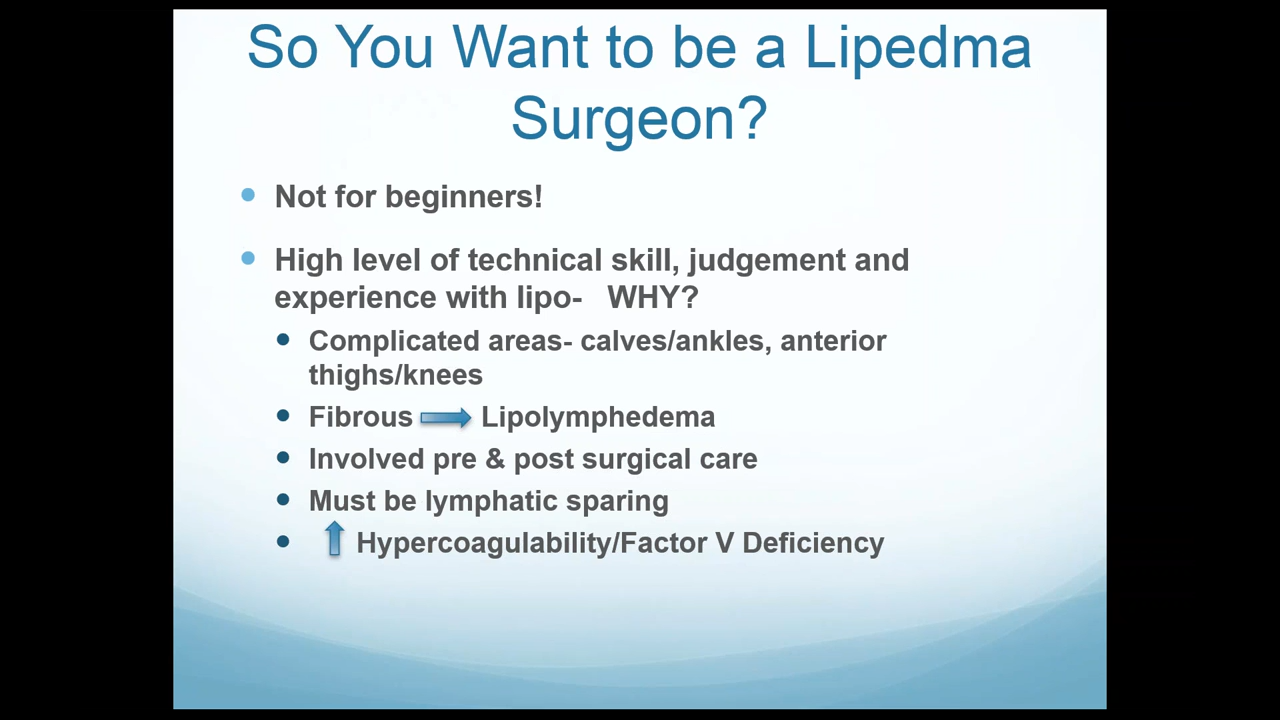 So You Want to be a Lipedma
Surgeon?
Not for beginners!
High level of technical skill, judgement and
experience with lipo- WHY?
Complicated areas- calves/ankles, anterior
thighs/knees
Fibrous Lipolymphedema
Involved pre & post surgical care
Must be lymphatic sparing
Hypercoagulability/Factor V Deficiency